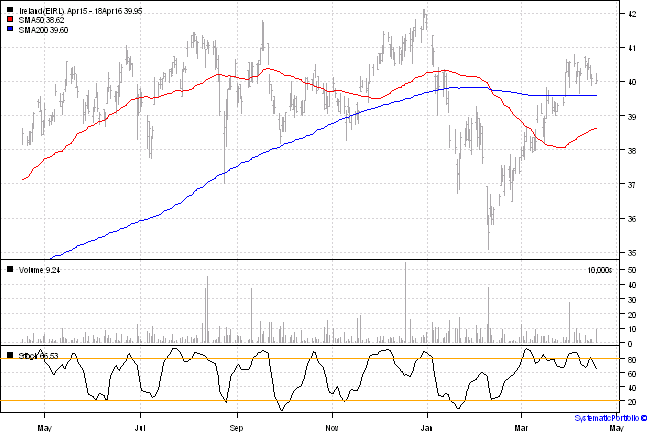 Ireland(EIRL) Apr15 - 18Apr16 39.95
SMA50 38.62
SMA200 39.60
42
41
40
39
38
37
36
35
Volume 9.24
10,000s
50
40
30
20
10
0
Stock 66.53
80
60
40
20
May
Jul
Sep
Nov
Jan
Mar
May
SystematicPortfolio ©